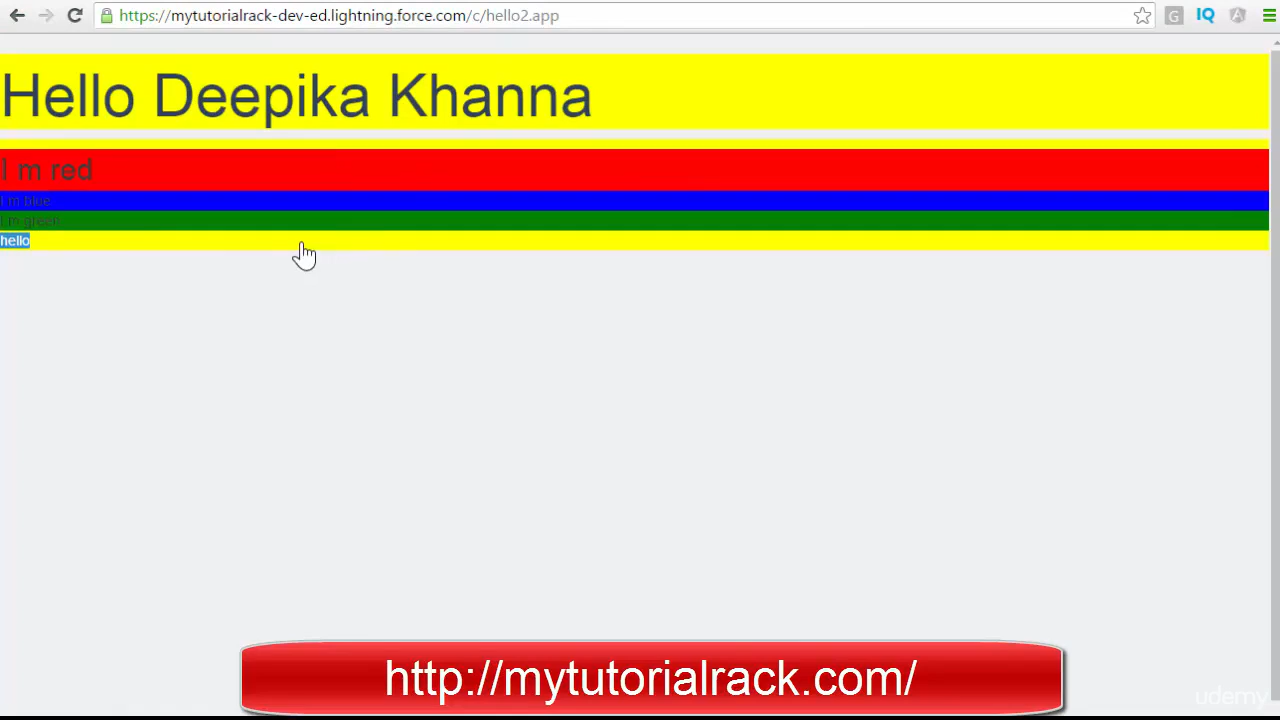 https://mytutorialrack-dev-ed.lightning.force.com/c/hello2.app
G IQ A
Hello Deepika Khanna
I m red
I m blue
I m green
hello
http://mytutorialrack.com/
udemy